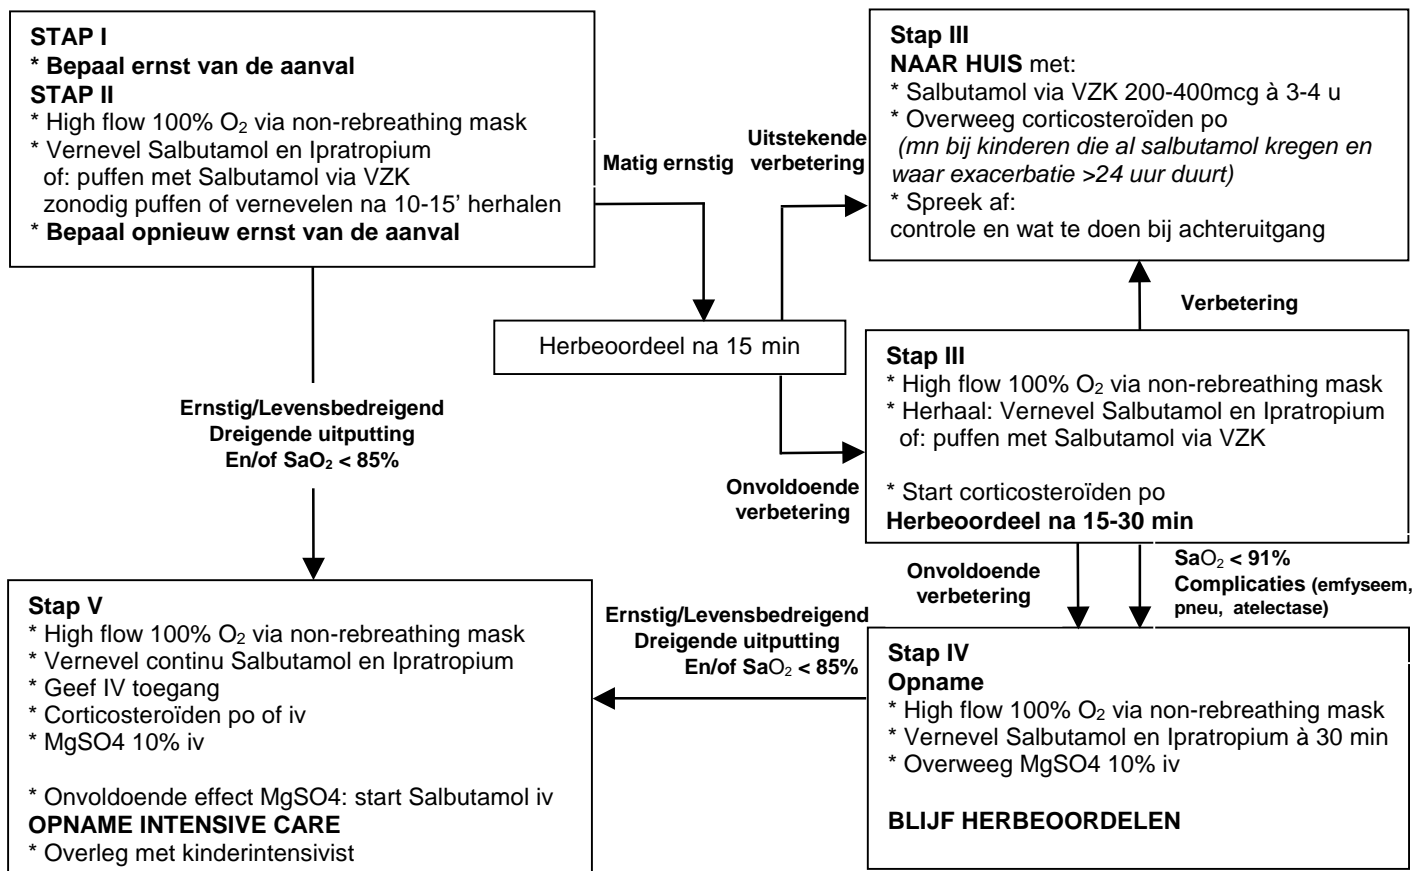 STAP I
* Bepaal ernst van de aanval
STAP II
* High flow 100% O₂ via non-rebreathing mask
* Vernevel Salbutamol en Ipratropium
of: puffen met Salbutamol via VZK
zonodig puffen of vernevelen na 10-15’ herhalen
* Bepaal opnieuw ernst van de aanval
Matig ernstig
Uitstekende
verbetering
Stap III
NAAR HUIS met:
* Salbutamol via VZK 200-400mcg à 3-4 u
* Overweeg corticosteroïden po
(mn bij kinderen die al salbutamol kregen en
waar exacerbatie >24 uur duurt)
* Spreek af:
controle en wat te doen bij achteruitgang
Verbetering
Herbeoordeel na 15 min
Stap III
* High flow 100% O₂ via non-rebreathing mask
* Herhaal: Vernevel Salbutamol en Ipratropium
of: puffen met Salbutamol via VZK
* Start corticosteroïden po
Herbeoordeel na 15-30 min
Ernstig/Levensbedreigend
Dreigende uitputting
En/of SaO₂ < 85%
Onvoldoende
verbetering
Onvoldoende
verbetering
SaO₂ < 91%
Complicaties (emfyseem,
pneu, atelectase)
Stap V
* High flow 100% O₂ via non-rebreathing mask
* Vernevel continu Salbutamol en Ipratropium
* Geef IV toegang
* Corticosteroïden po of iv
* MgSO4 10% iv
* Onvoldoende effect MgSO4: start Salbutamol iv
OPNAME INTENSIVE CARE
* Overleg met kinderintensivist
Ernstig/Levensbedreigend
Dreigende uitputting
En/of SaO₂ < 85%
Stap IV
Opname
* High flow 100% O₂ via non-rebreathing mask
* Vernevel Salbutamol en Ipratropium à 30 min
* Overweeg MgSO4 10% iv
BLIJF HERBEOORDELEN